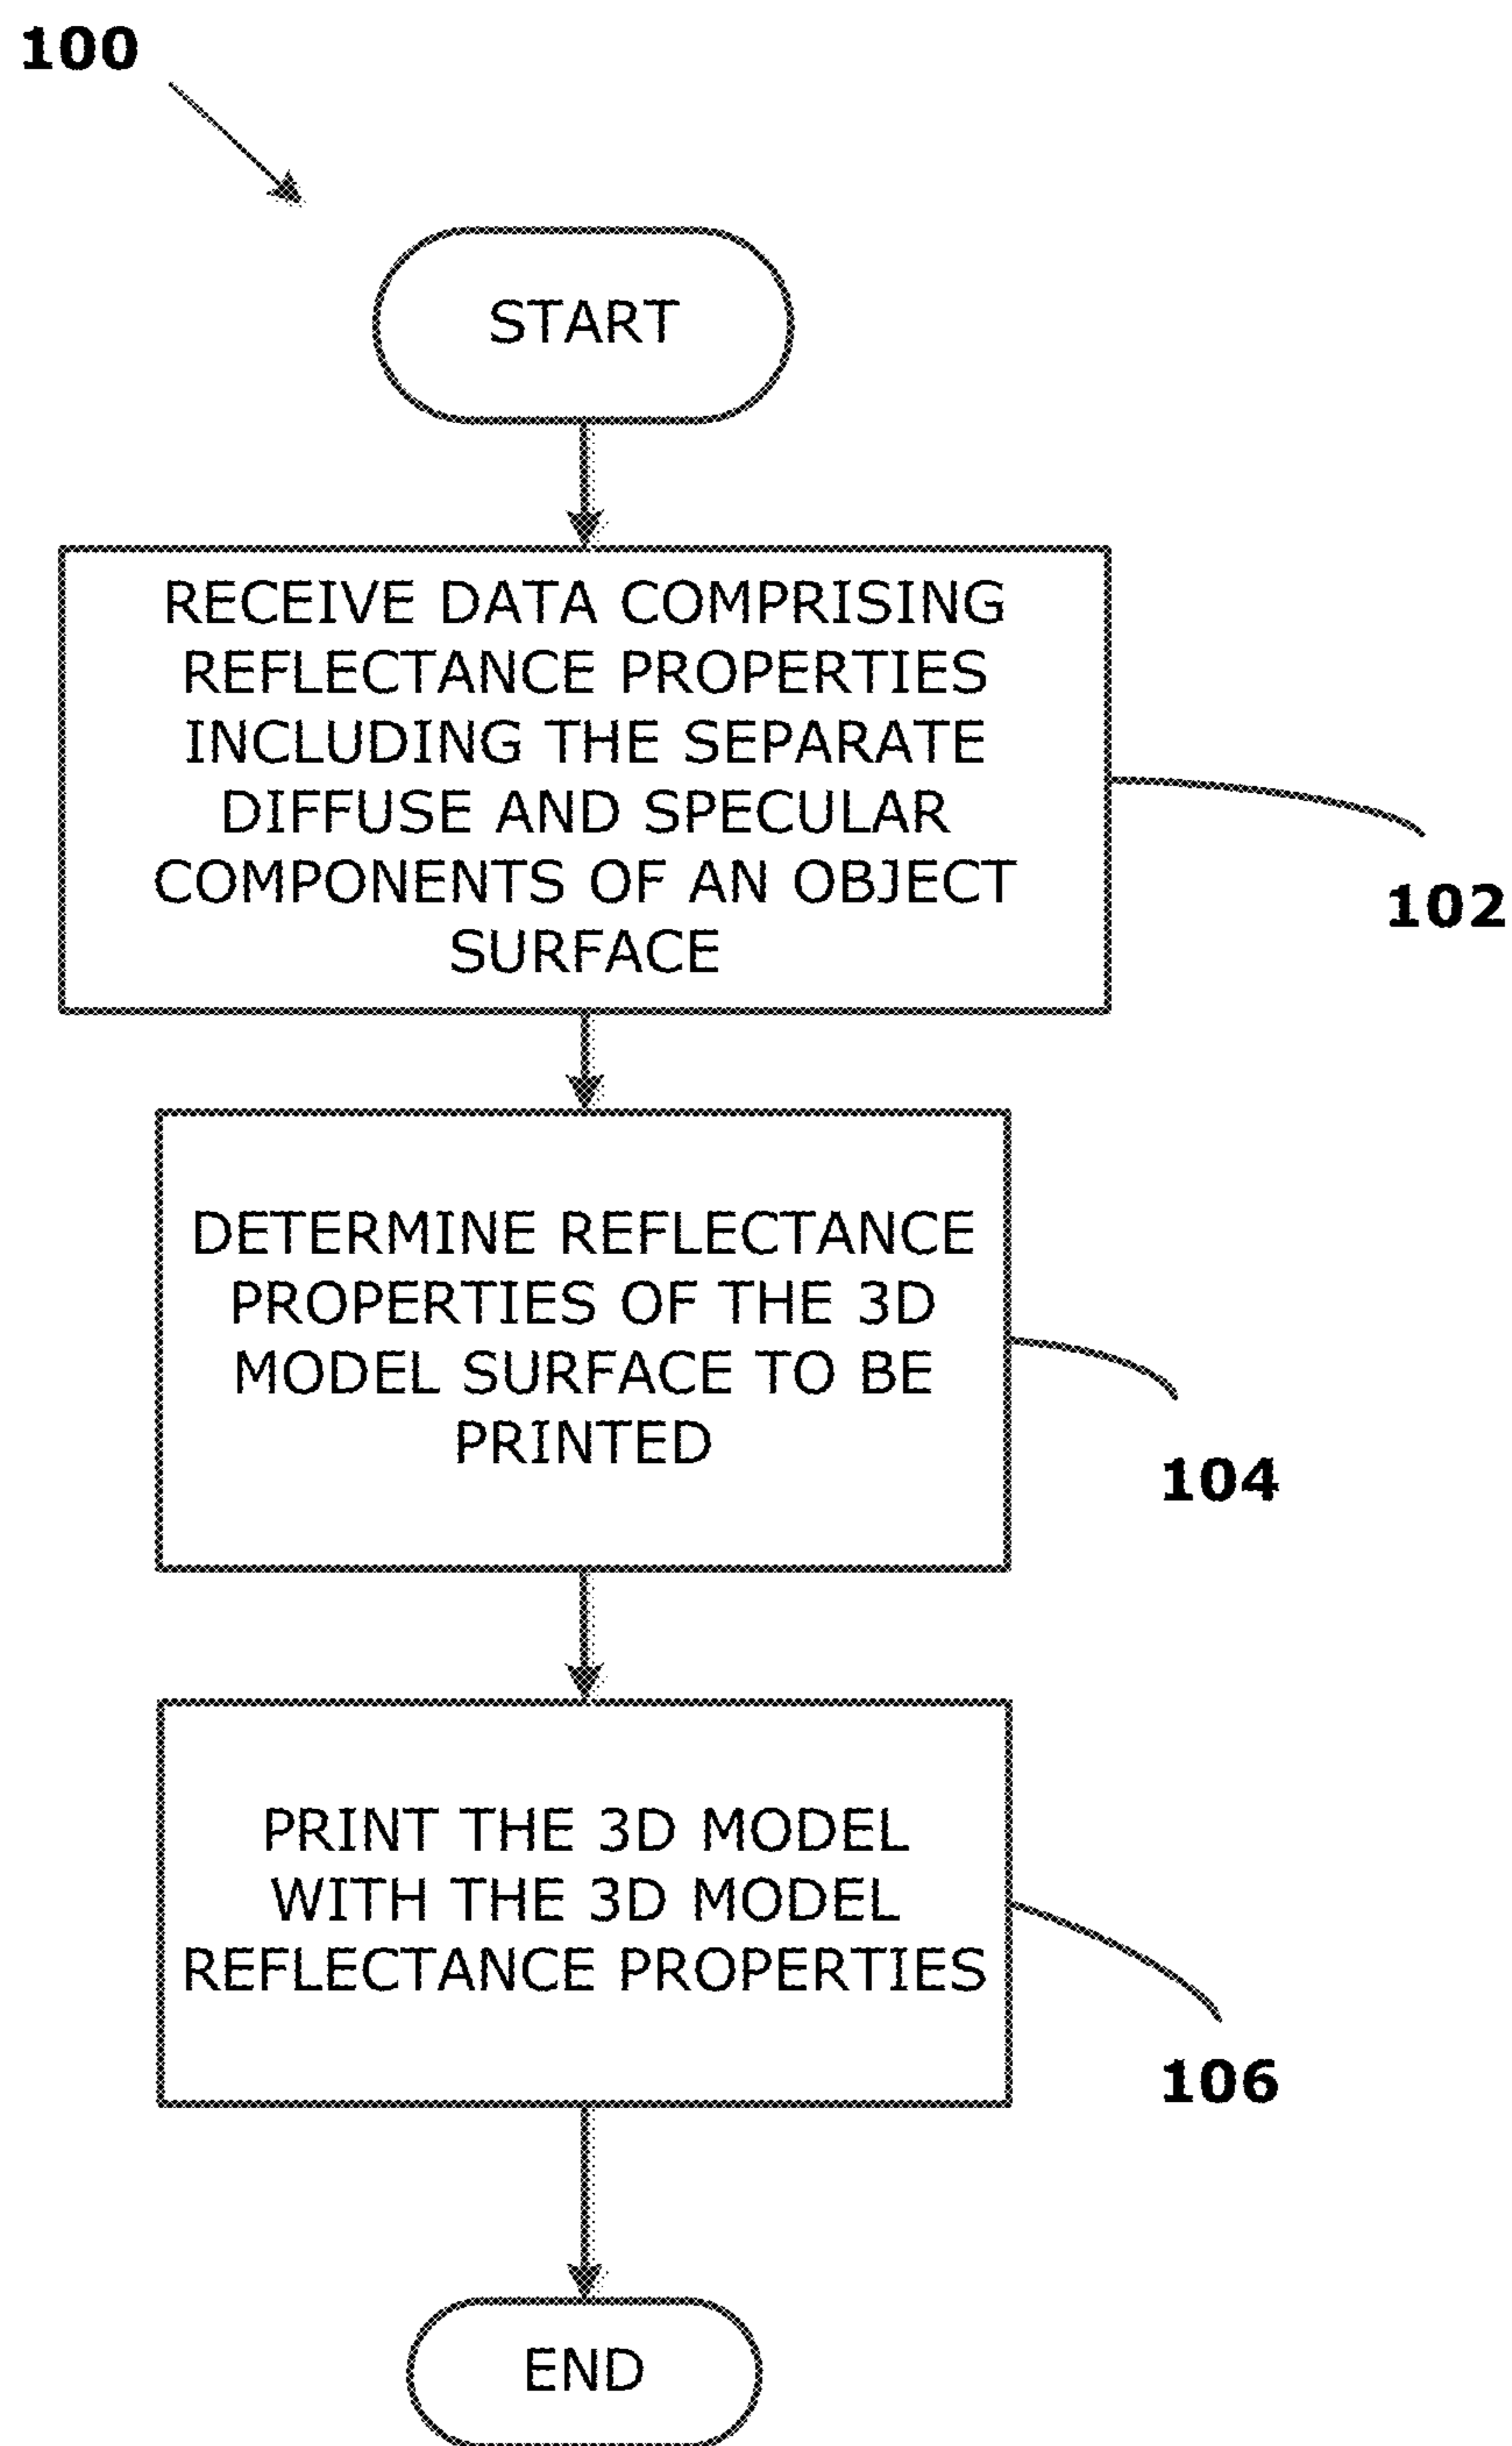 100
START
RECEIVE DATA COMPRISING
REFLECTANCE PROPERTIES
INCLUDING THE SEPARATE
DIFFUSE AND SPECULAR
COMPONENTS OF AN OBJECT
SURFACE
102
DETERMINE REFLECTANCE
PROPERTIES OF THE 3D
MODEL SURFACE TO BE
PRINTED
104
PRINT THE 3D MODEL
WITH THE 3D MODEL
REFLECTANCE PROPERTIES
106
END